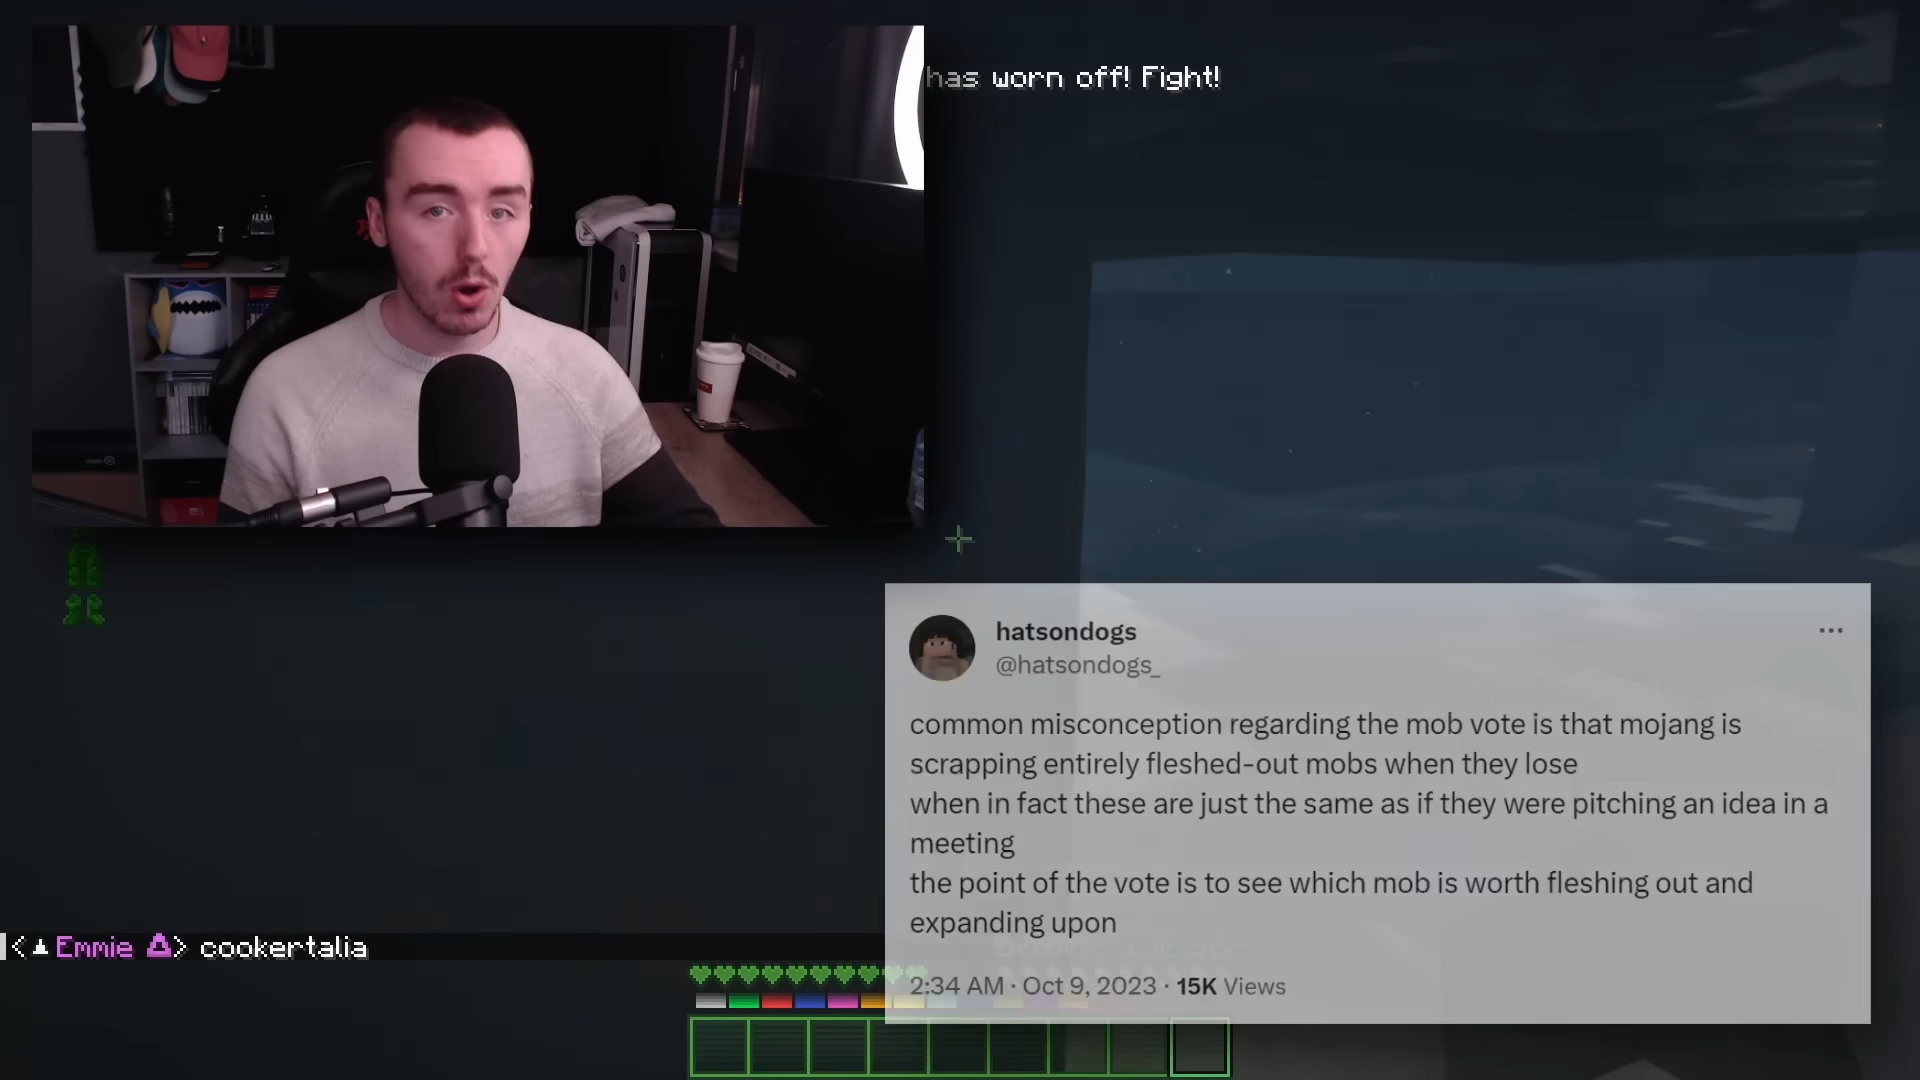 has worn off! Fight!
hatsondogs
@hatsondogs_
common misconception regarding the mob vote is that mojang is
scrapping entirely fleshed-out mobs when they lose
when in fact these are just the same as if they were pitching an idea in a
meeting
the point of the vote is to see which mob is worth fleshing out and
expanding upon
2:34 AM · Oct 9, 2023 · 15K Views
<Emmie > cookertalia